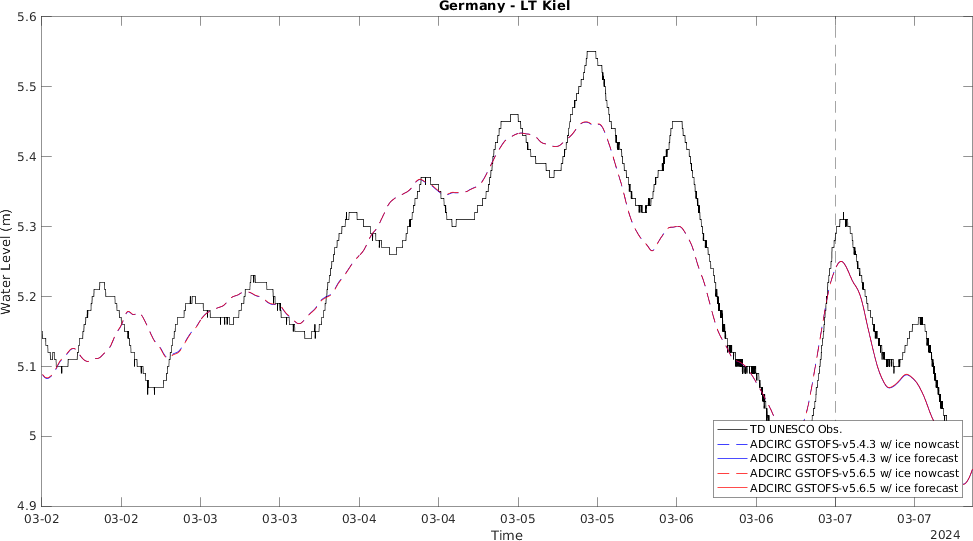 Germany - LT Kiel
5.6
5.5
5.4
5.3
5.2
5.1
5
4.9
Water Level (m)
TD UNESCO Obs.
ADCIRC GSTOFS-v5.4.3 w/ ice nowcast
ADCIRC GSTOFS-v5.4.3 w/ ice forecast
ADCIRC GSTOFS-v5.6.5 w/ ice nowcast
ADCIRC GSTOFS-v5.6.5 w/ ice forecast
03-02 03-02 03-03 03-03 03-04 03-04 03-05 03-05 03-06 03-06 03-07 03-07
Time
2024